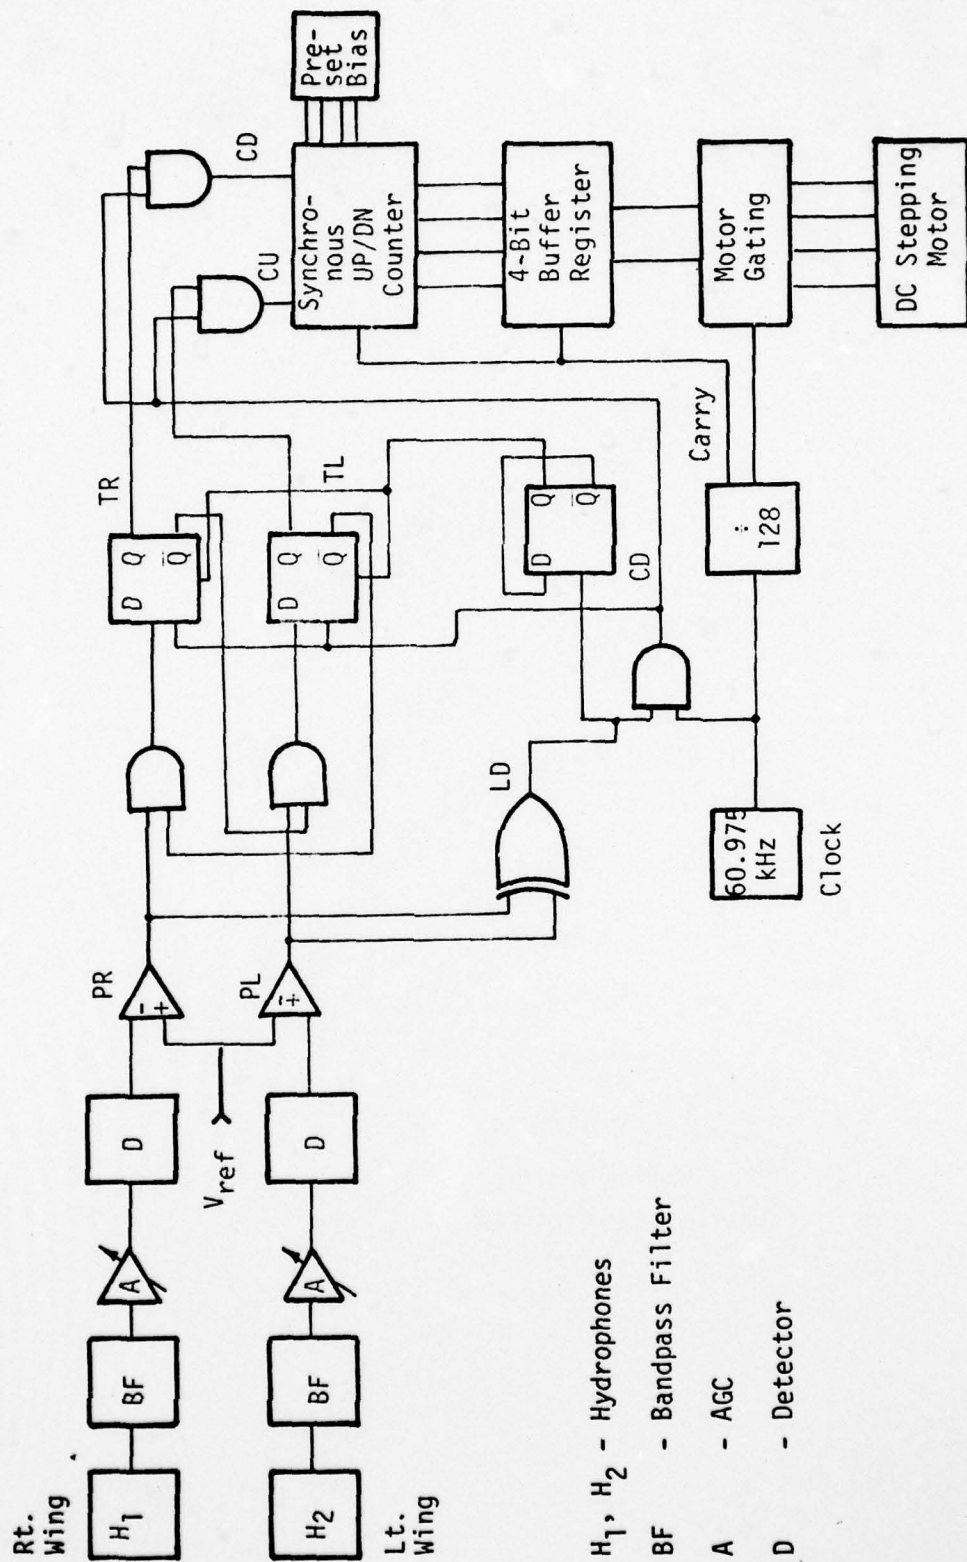 Rt.
Wing
H1
BF
A
D
PR
-
+
TR
D Q
Q̅
CD
Vref
Lt.
Wing
H2
BF
A
D
PL
-
+
TL
D Q
Q̅
CU
Pre-
set
Bias
Synchro-
nous
UP/DN
Counter
LD
D Q
Q̅
CD
4-Bit
Buffer
Register
60.975
kHz
Clock
÷
128
Carry
Motor
Gating
DC Stepping
Motor
H1, H2 - Hydrophones
BF - Bandpass Filter
A - AGC
D - Detector